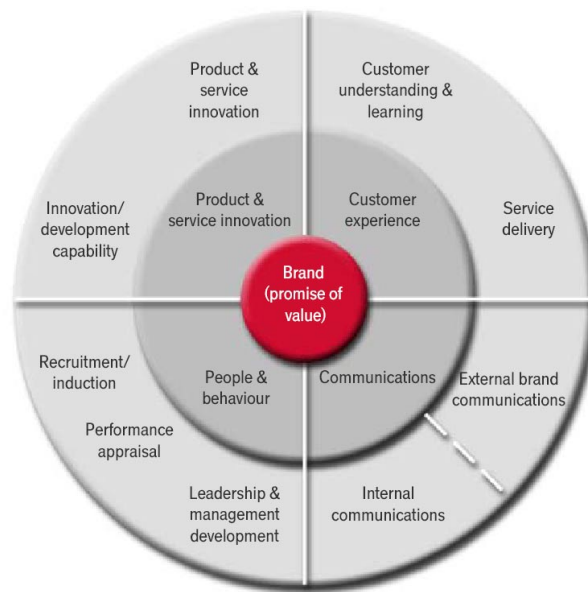 Product &
service
innovation
Customer
understanding &
learning
Innovation/
development
capability
Product &
service innovation
Customer
experience
Service
delivery
Brand
(promise of
value)
Recruitment/
induction
People &
behaviour
Communications
External brand
communications
Performance
appraisal
Leadership &
management
development
Internal
communications